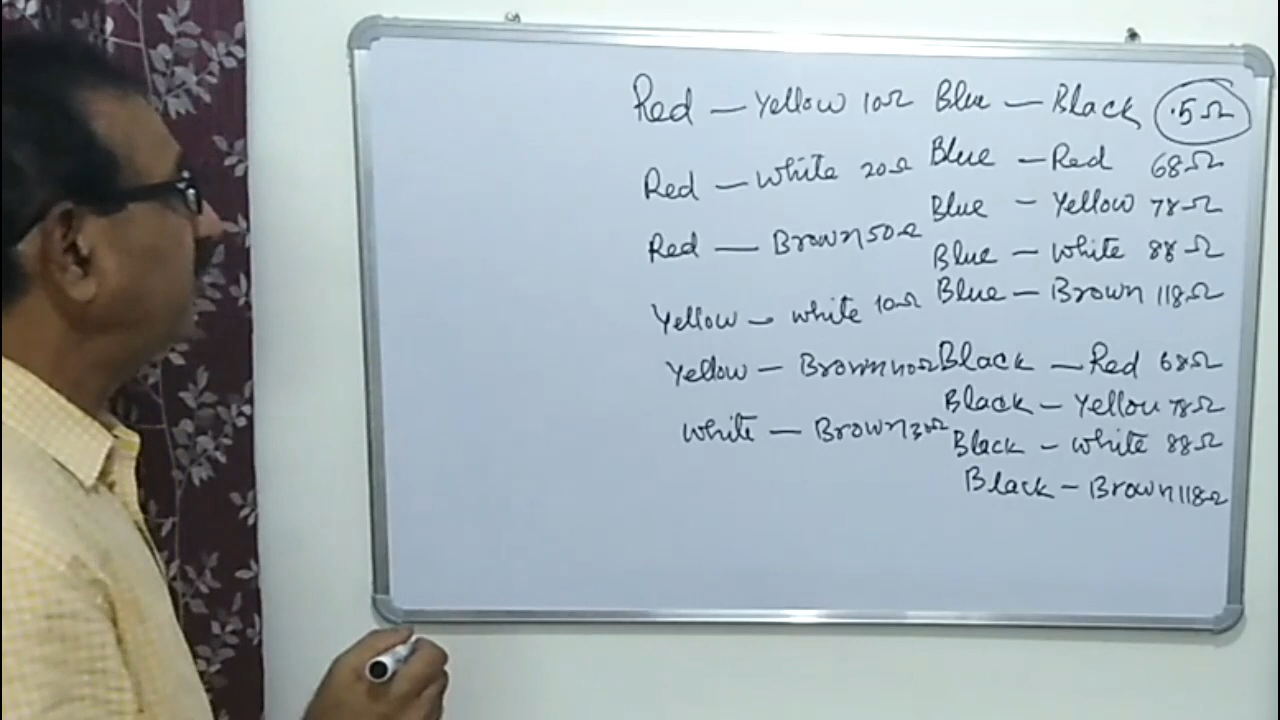 Red — Yellow 10Ω
Red — White 20Ω
Red — Brown 50Ω
Yellow — White 10Ω
Yellow — Brown 40Ω
White — Brown 30Ω
Blue — Black .5Ω
Blue — Red 68Ω
Blue — Yellow 78Ω
Blue — White 88Ω
Blue — Brown 118Ω
Black — Red 68Ω
Black — Yellow 78Ω
Black — White 88Ω
Black — Brown 118Ω